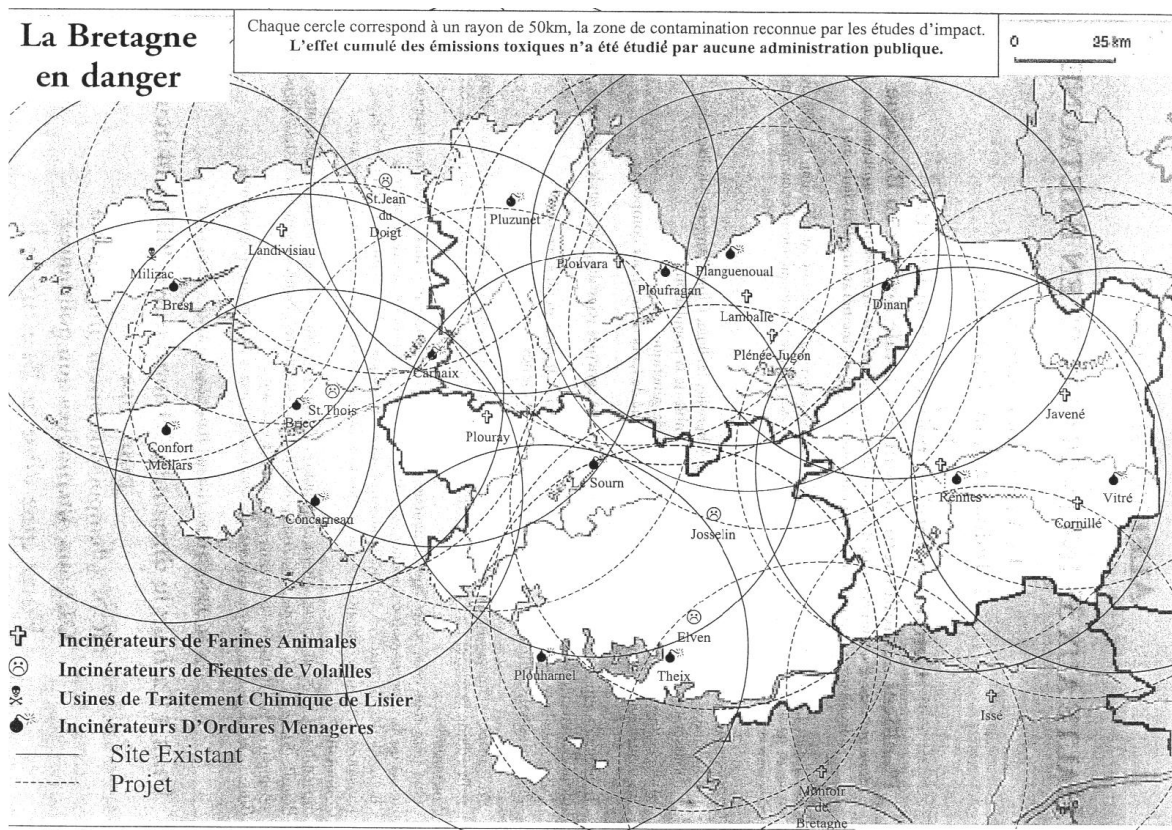 La Bretagne
en danger
Chaque cercle correspond à un rayon de 50km, la zone de contamination reconnue par les études d'impact.
L'effet cumulé des émissions toxiques n'a été étudié par aucune administration publique.
0 25 km
St.Jean
du
Doigt
Pluzunet
Landivisiau
Milizac
Brest
Plouvara
Ploufragan
Planguenoual
Lamballe
Dinan
Plénée-Jugon
Carhaix
St.Thois
Briec
Plouray
Javené
Confort
Mellars
Le Sourn
Rennes
Vitré
Concarneau
Josselin
Cornillé
Elven
Plouharnel
Theix
Issé
Montoir
de
Bretagne
Incinérateurs de Farines Animales
Incinérateurs de Fientes de Volailles
Usines de Traitement Chimique de Lisier
Incinérateurs D'Ordures Menageres
Site Existant
Projet